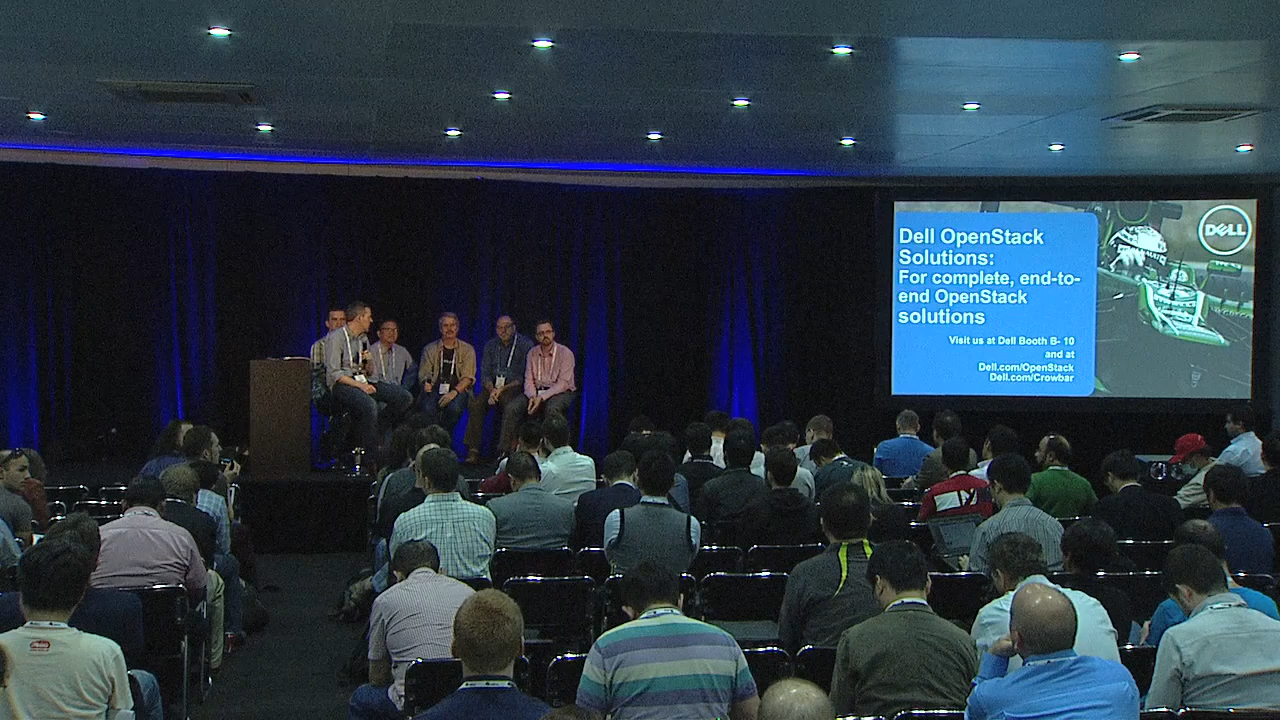 Dell OpenStack
Solutions:
For complete, end-to-
end OpenStack
solutions
Visit us at Dell Booth B- 10
and at
Dell.com/OpenStack
Dell.com/Crowbar
DELL